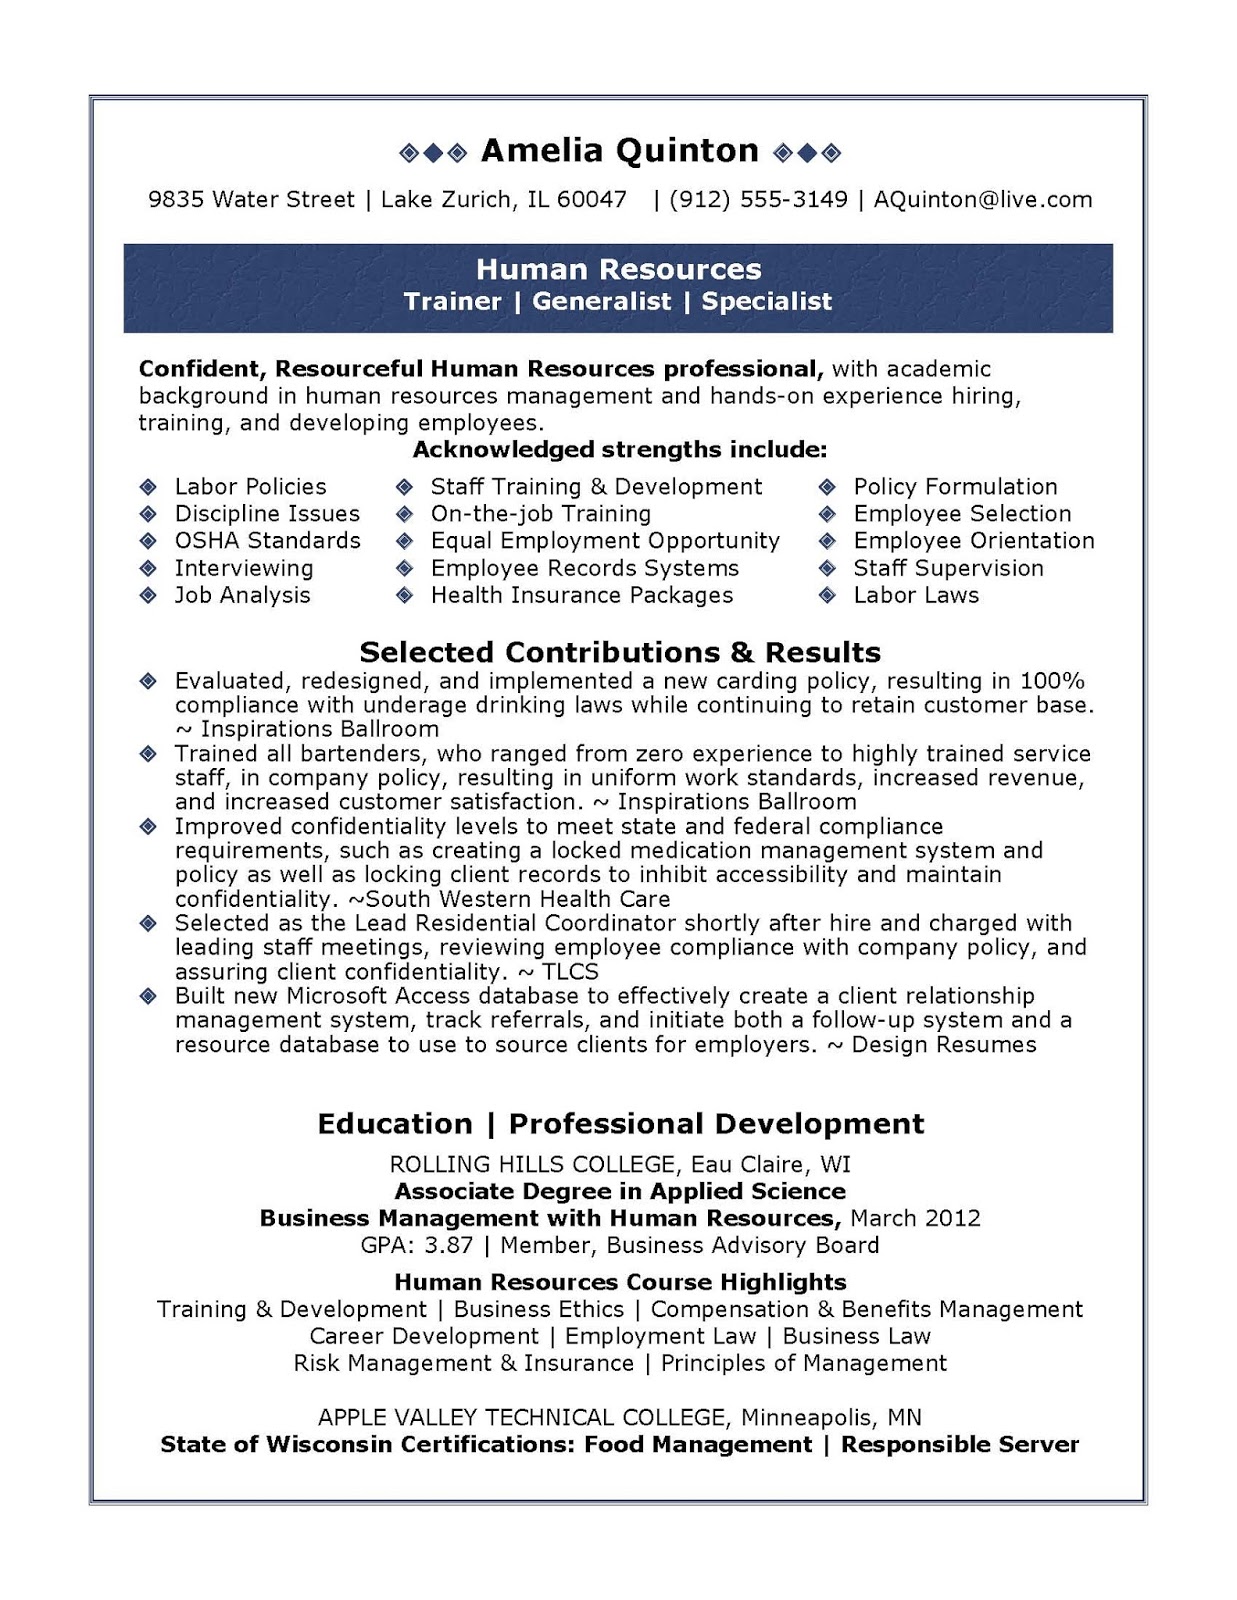 Amelia Quinton
9835 Water Street | Lake Zurich, IL 60047 | (912) 555-3149 | AQuinton@live.com
Human Resources
Trainer | Generalist | Specialist
Confident, Resourceful Human Resources professional, with academic
background in human resources management and hands-on experience hiring,
training, and developing employees.
Acknowledged strengths include:
Labor Policies
Discipline Issues
OSHA Standards
Interviewing
Job Analysis
Staff Training & Development
On-the-job Training
Equal Employment Opportunity
Employee Records Systems
Health Insurance Packages
Policy Formulation
Employee Selection
Employee Orientation
Staff Supervision
Labor Laws
Selected Contributions & Results
Evaluated, redesigned, and implemented a new carding policy, resulting in 100%
compliance with underage drinking laws while continuing to retain customer base.
~ Inspirations Ballroom
Trained all bartenders, who ranged from zero experience to highly trained service
staff, in company policy, resulting in uniform work standards, increased revenue,
and increased customer satisfaction. ~ Inspirations Ballroom
Improved confidentiality levels to meet state and federal compliance
requirements, such as creating a locked medication management system and
policy as well as locking client records to inhibit accessibility and maintain
confidentiality. ~South Western Health Care
Selected as the Lead Residential Coordinator shortly after hire and charged with
leading staff meetings, reviewing employee compliance with company policy, and
assuring client confidentiality. ~ TLCS
Built new Microsoft Access database to effectively create a client relationship
management system, track referrals, and initiate both a follow-up system and a
resource database to use to source clients for employers. ~ Design Resumes
Education | Professional Development
ROLLING HILLS COLLEGE, Eau Claire, WI
Associate Degree in Applied Science
Business Management with Human Resources, March 2012
GPA: 3.87 | Member, Business Advisory Board
Human Resources Course Highlights
Training & Development | Business Ethics | Compensation & Benefits Management
Career Development | Employment Law | Business Law
Risk Management & Insurance | Principles of Management
APPLE VALLEY TECHNICAL COLLEGE, Minneapolis, MN
State of Wisconsin Certifications: Food Management | Responsible Server